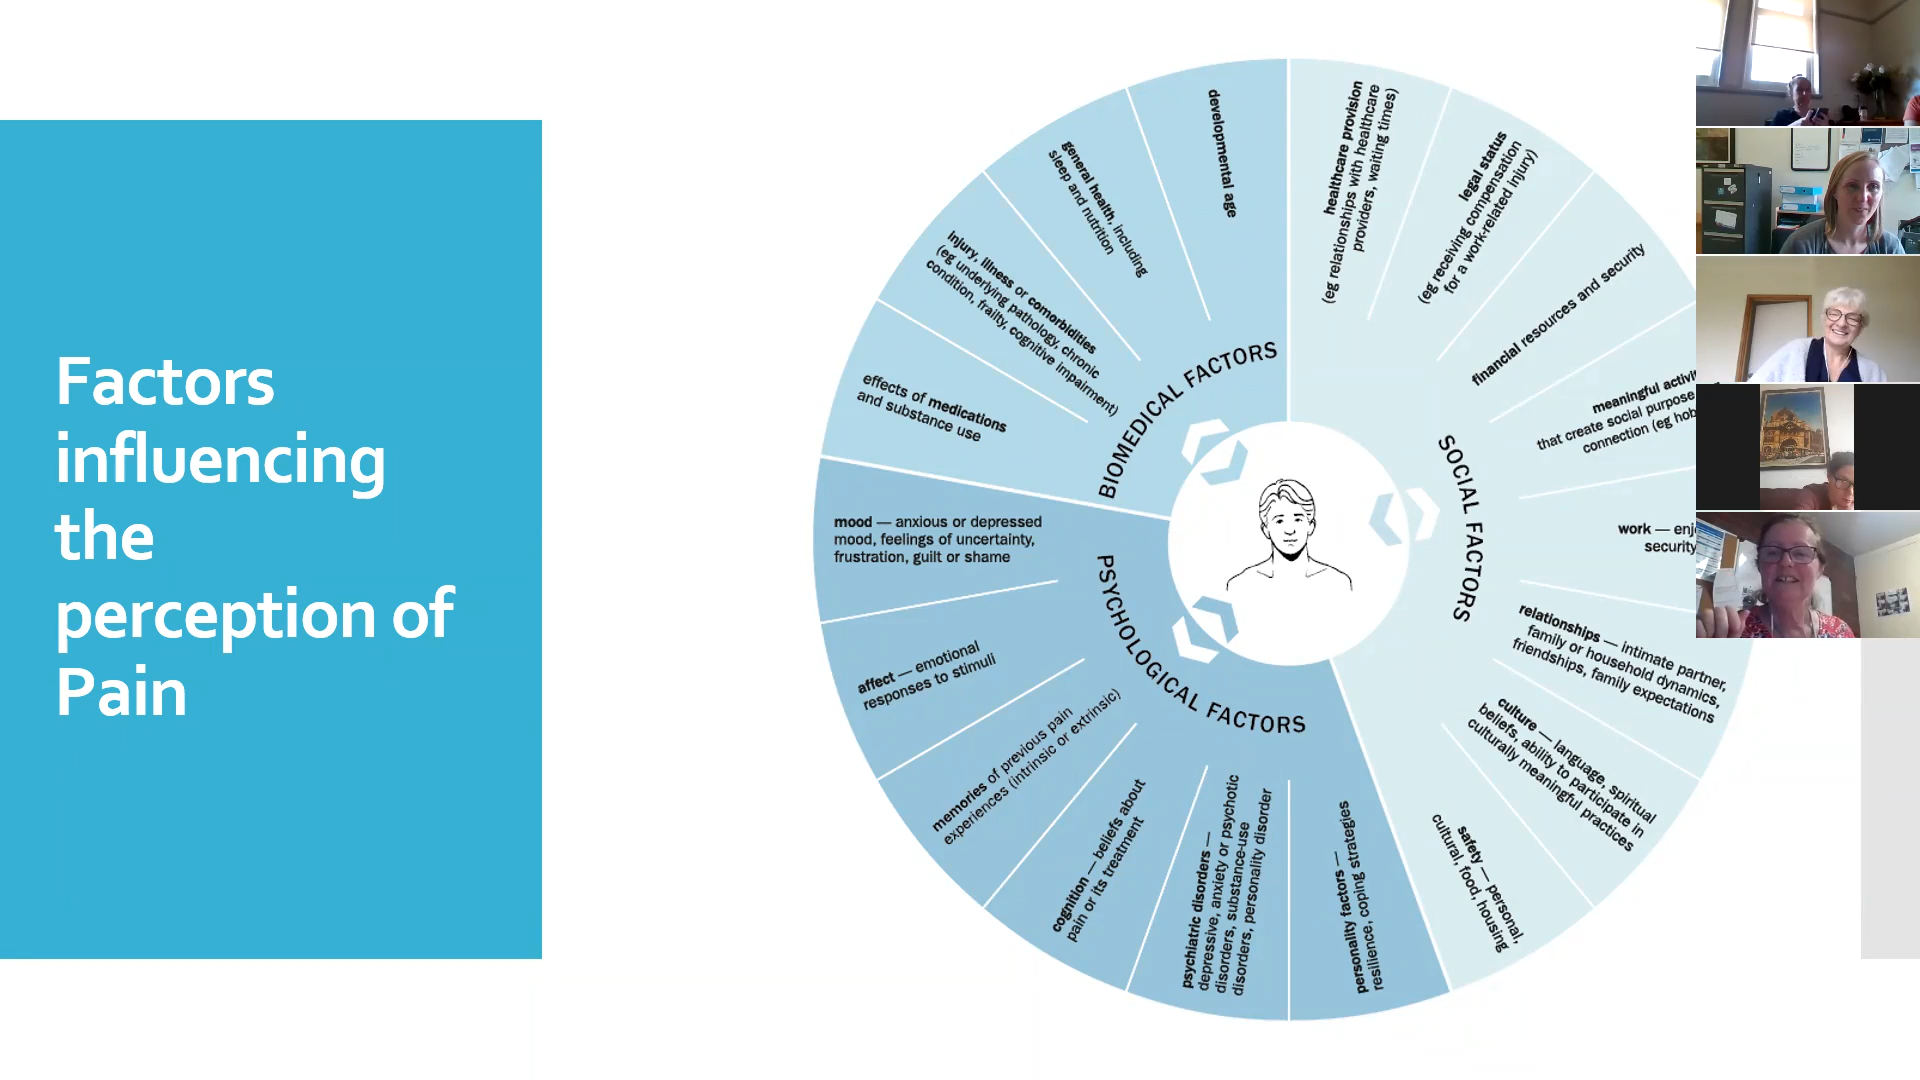 Factors
influencing
the
perception of
Pain
BIOMEDICAL FACTORS
developmental age
general health, including
sleep and nutrition
injury, illness or comorbidities
(eg underlying pathology, chronic
condition, frailty, cognitive impairment)
effects of medications
and substance use
PSYCHOLOGICAL FACTORS
mood — anxious or depressed
mood, feelings of uncertainty,
frustration, guilt or shame
affect — emotional
responses to stimuli
memories of previous pain
experiences (intrinsic or extrinsic)
cognition — beliefs about
pain or its treatment
psychiatric disorders —
depressive, anxiety or psychotic
disorders, substance-use
disorders, personality disorder
personality factors —
resilience, coping strategies
SOCIAL FACTORS
healthcare provision
(eg relationships with healthcare
providers, waiting times)
legal status
(eg receiving compensation
for a work-related injury)
financial resources and security
meaningful
that create social purpose
connection (eg
work —
security
relationships — intimate partner,
family or household dynamics,
friendships, family expectations
culture — language, spiritual
beliefs, ability to participate in
culturally meaningful practices
safety — personal,
cultural, food, housing